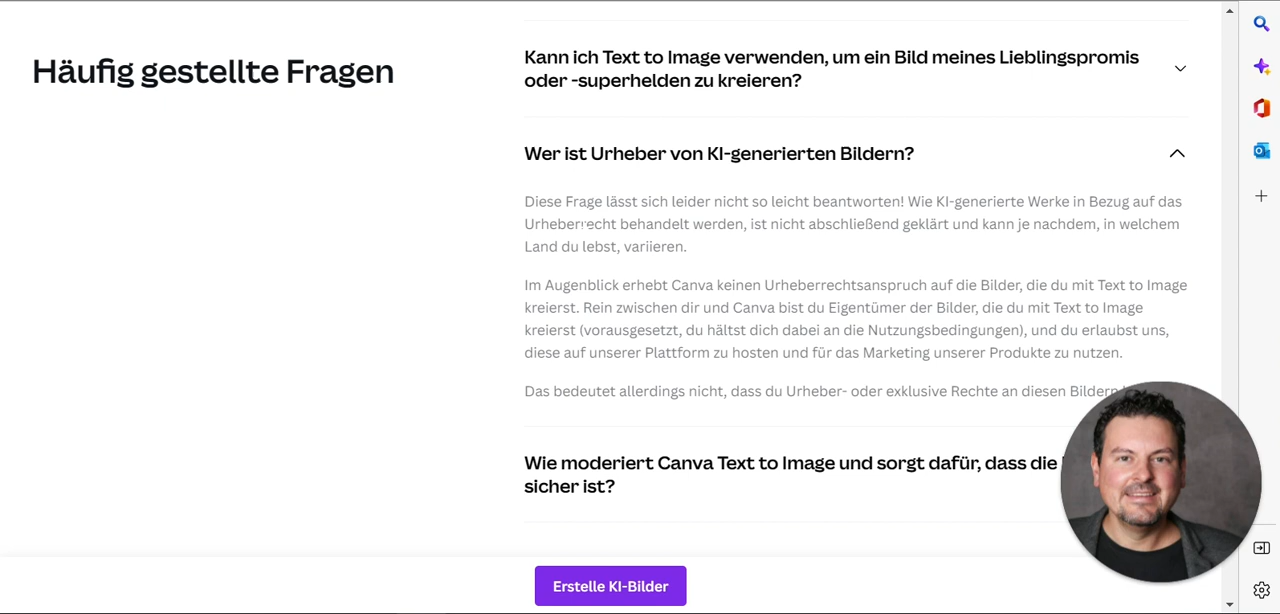 Häufig gestellte Fragen
Kann ich Text to Image verwenden, um ein Bild meines Lieblingspromis
oder -superhelden zu kreieren?
Wer ist Urheber von KI-generierten Bildern?
Diese Frage lässt sich leider nicht so leicht beantworten! Wie KI-generierte Werke in Bezug auf das
Urheberrecht behandelt werden, ist nicht abschließend geklärt und kann je nachdem, in welchem
Land du lebst, variieren.
Im Augenblick erhebt Canva keinen Urheberrechtsanspruch auf die Bilder, die du mit Text to Image
kreierst. Rein zwischen dir und Canva bist du Eigentümer der Bilder, die du mit Text to Image
kreierst (vorausgesetzt, du hältst dich dabei an die Nutzungsbedingungen), und du erlaubst uns,
diese auf unserer Plattform zu hosten und für das Marketing unserer Produkte zu nutzen.
Das bedeutet allerdings nicht, dass du Urheber- oder exklusive Rechte an diesen Bildern
Wie moderiert Canva Text to Image und sorgt dafür, dass die
sicher ist?
Erstelle KI-Bilder